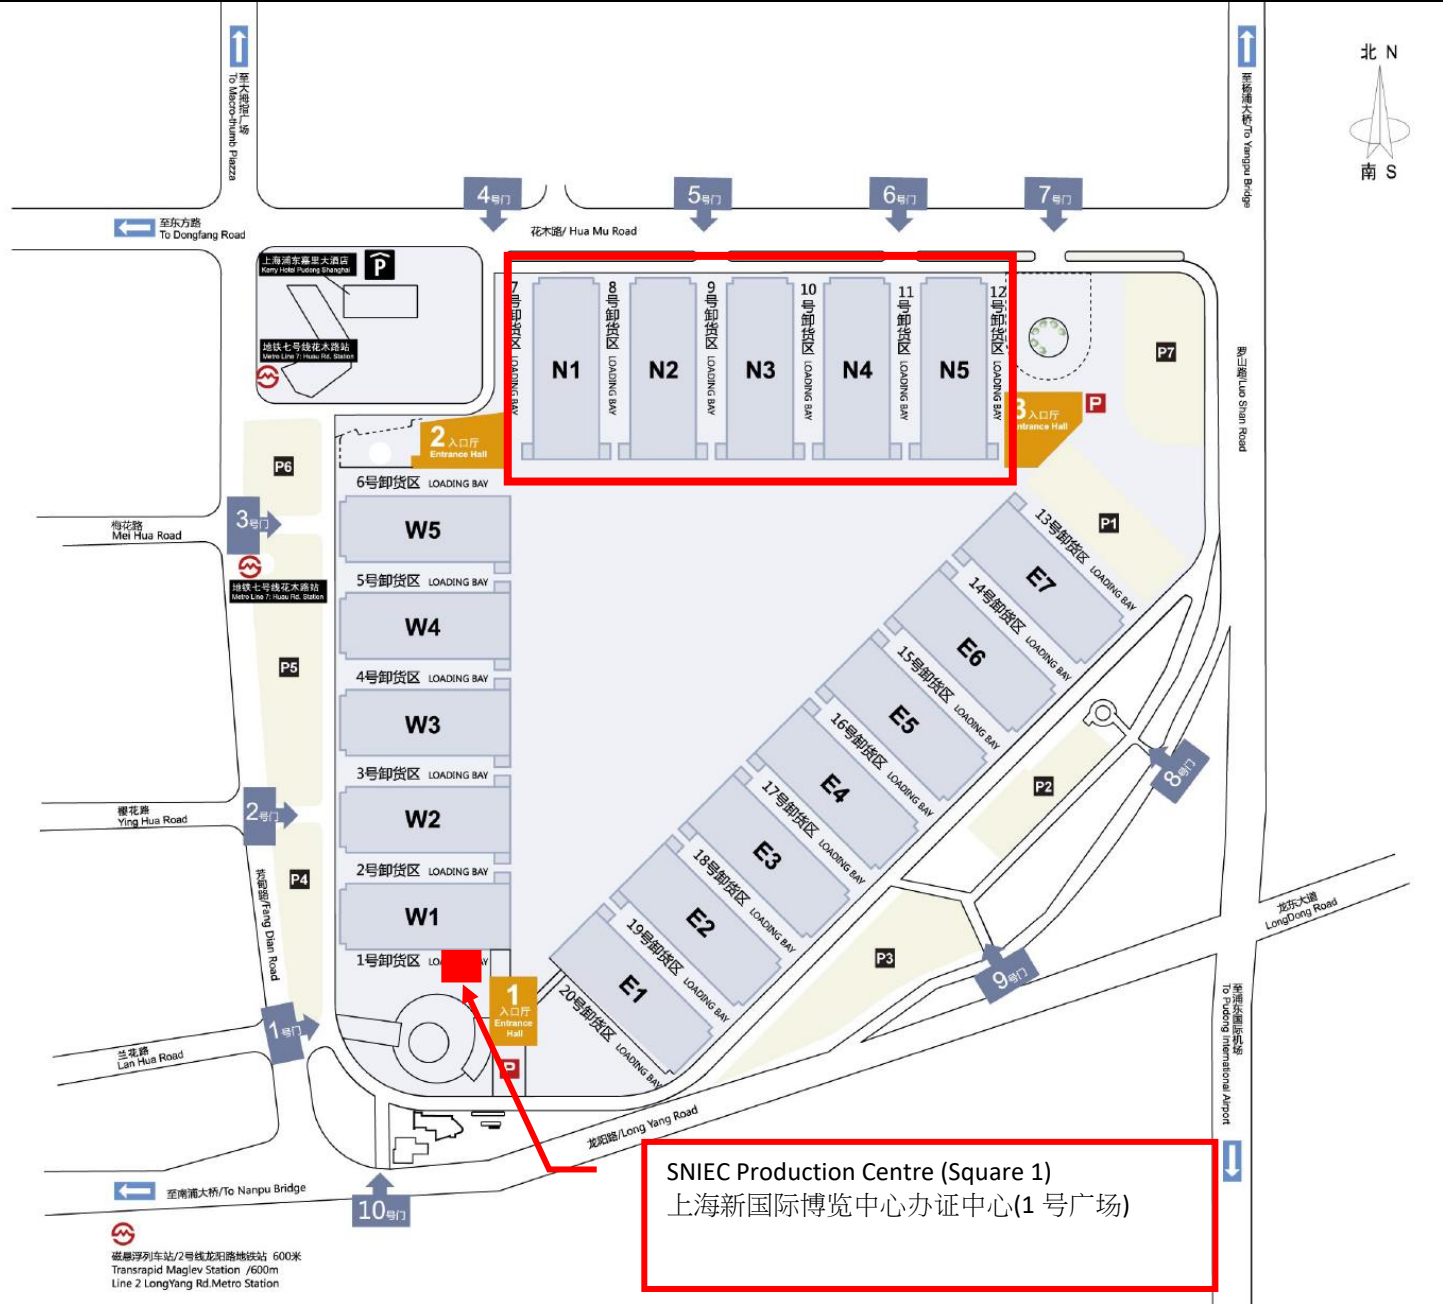 北 N
南 S
至大拇指广场
To Macro-thumb Piazza
至杨浦大桥/To Yangpu Bridge
4号门
5号门
6号门
7号门
至东方路
To Dongfang Road
花木路/ Hua Mu Road
上海浦东嘉里大酒店
Kerry Hotel Pudong Shanghai
P
地铁七号线花木路站
Metro Line 7: Huau Rd. Station
7号卸货区 LOADING BAY
N1
8号卸货区 LOADING BAY
N2
9号卸货区 LOADING BAY
N3
10号卸货区 LOADING BAY
N4
11号卸货区 LOADING BAY
N5
12号卸货区 LOADING BAY
P7
罗山路/Luo Shan Road
2 入口厅
Entrance Hall
3 入口厅
Entrance Hall
P
P6
6号卸货区 LOADING BAY
W5
3号门
梅花路
Mei Hua Road
地铁七号线花木路站
Metro Line 7: Huau Rd. Station
5号卸货区 LOADING BAY
W4
P5
4号卸货区 LOADING BAY
W3
3号卸货区 LOADING BAY
W2
2号门
樱花路
Ying Hua Road
2号卸货区 LOADING BAY
P4
W1
芳甸路/Fang Dian Road
1号卸货区 LO
AY
1
入口厅
Entrance
Hall
P
1号门
兰花路
Lan Hua Road
P1
13号卸货区 LOADING BAY
E7
14号卸货区 LOADING BAY
E6
15号卸货区 LOADING BAY
E5
16号卸货区 LOADING BAY
E4
17号卸货区 LOADING BAY
E3
18号卸货区 LOADING BAY
E2
19号卸货区 LOADING BAY
E1
20号卸货区 LOADING BAY
P2
8号门
P3
9号门
龙东大道
LongDong Road
至浦东国际机场
To Pudong International Airport
龙阳路/Long Yang Road
至南浦大桥/To Nanpu Bridge
10号门
磁悬浮列车站/2号线龙阳路地铁站 600米
Transrapid Maglev Station /600m
Line 2 LongYang Rd.Metro Station
SNIEC Production Centre (Square 1)
上海新国际博览中心办证中心(1 号广场)